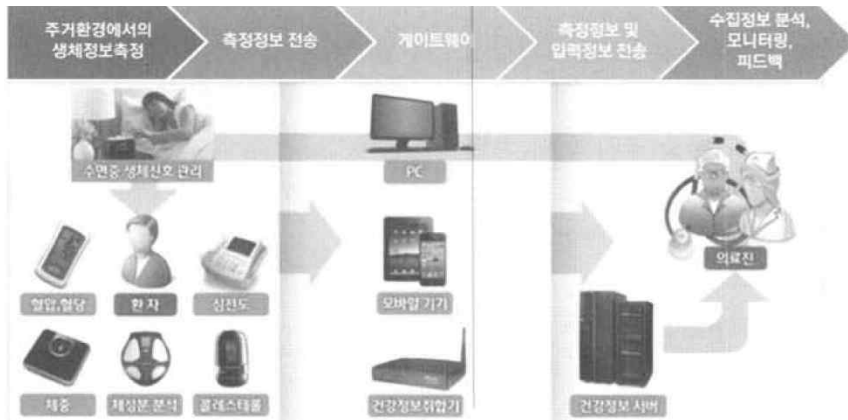 주거환경에서의
생체정보측정
측정정보 전송
게이트웨이
측정정보 및
입력정보 전송
수집정보 분석,
모니터링,
피드백
수면중 생체신호 관리
PC
의료진
혈압,혈당
환 자
심전도
모바일 기기
체중
체성분 분석
콜레스테롤
건강정보취합기
건강정보 서버